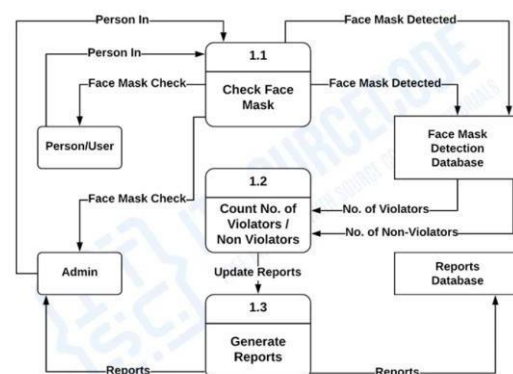 Person In
Face Mask Detected
Person In
1.1
Face Mask Check
Check Face
Mask
Face Mask Detected
Person/User
Face Mask
Detection
Database
Face Mask Check
1.2
Count No. of
Violators /
Non Violators
No. of Violators
No. of Non-Violators
Admin
Update Reports
Reports
Database
1.3
Generate
Reports
Reports
Reports